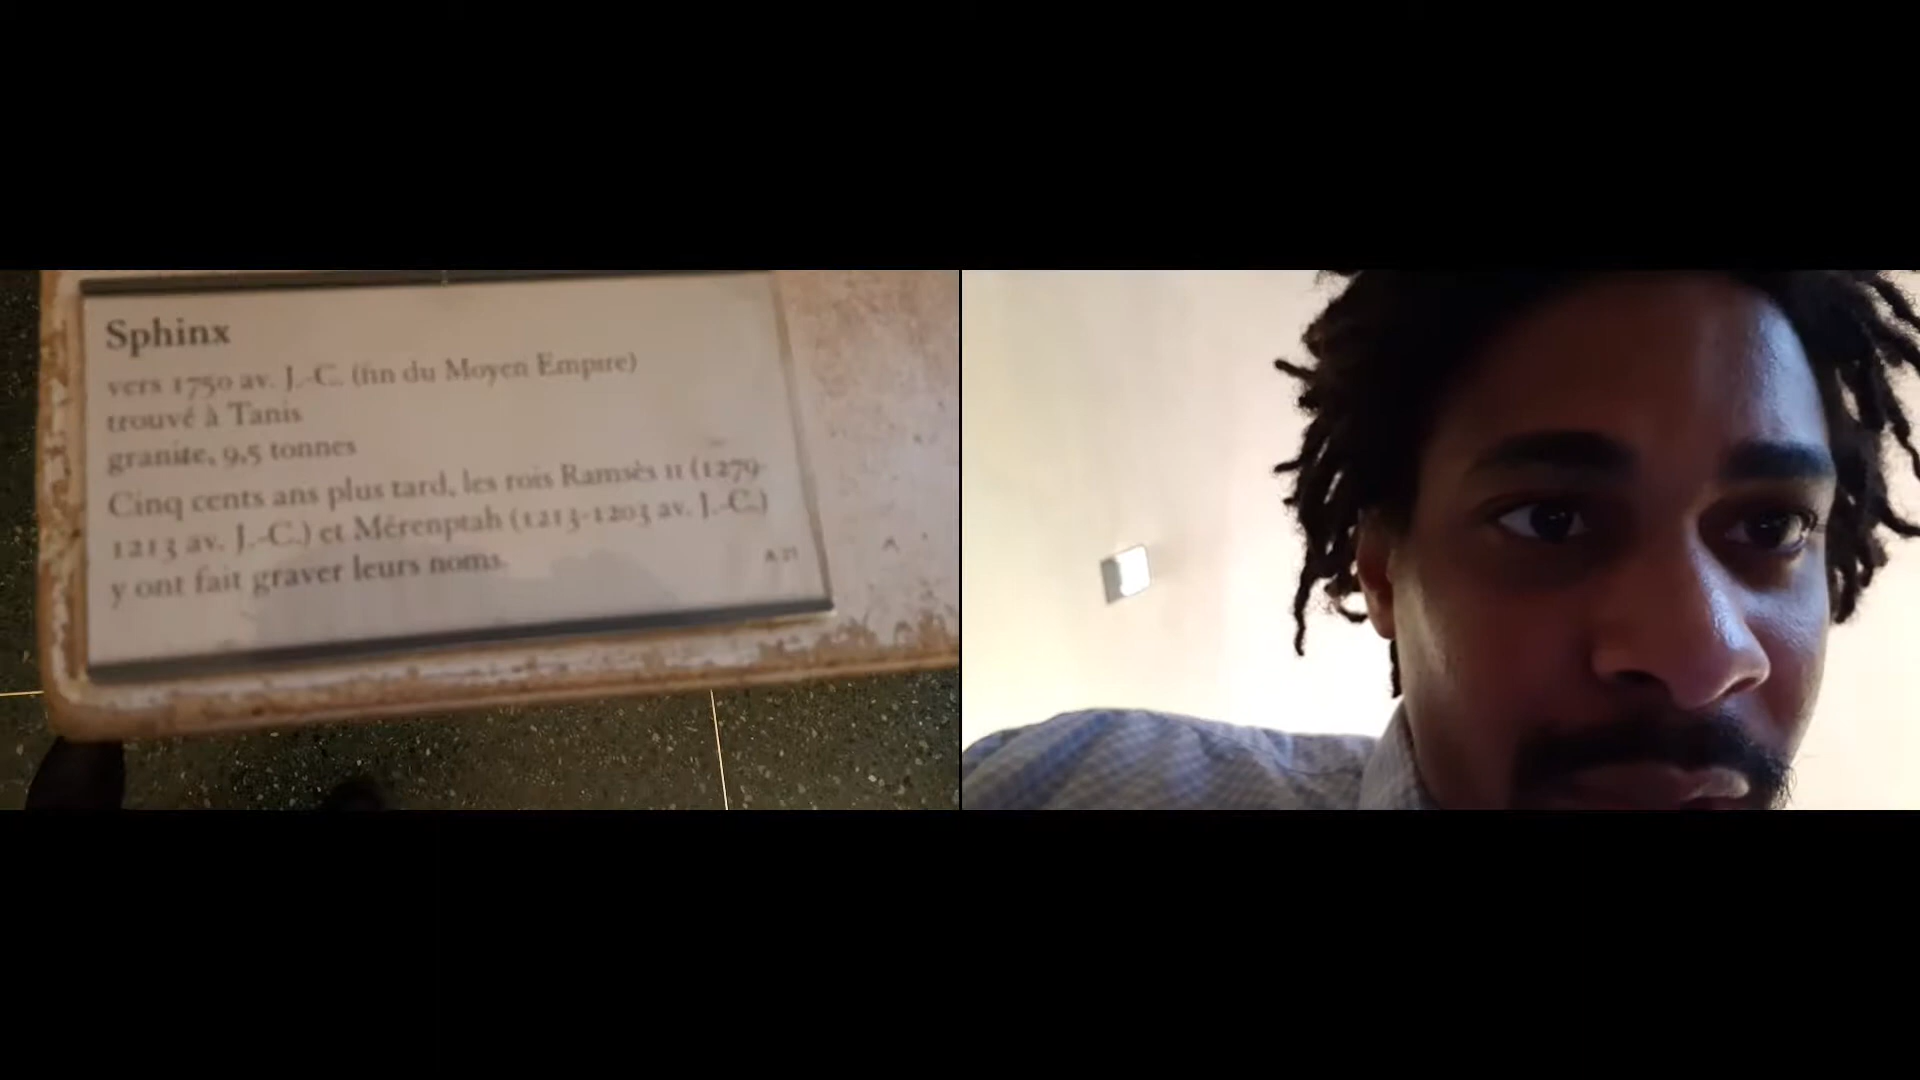 Sphinx
vers 1750 av. J.-C. (fin du Moyen Empire)
trouvé à Tanis
granite, 9,5 tonnes
Cinq cents ans plus tard, les rois Ramsès II (1279-
1213 av. J.-C.) et Mérenptah (1213-1203 av. J.-C.)
y ont fait graver leurs noms.
A 21